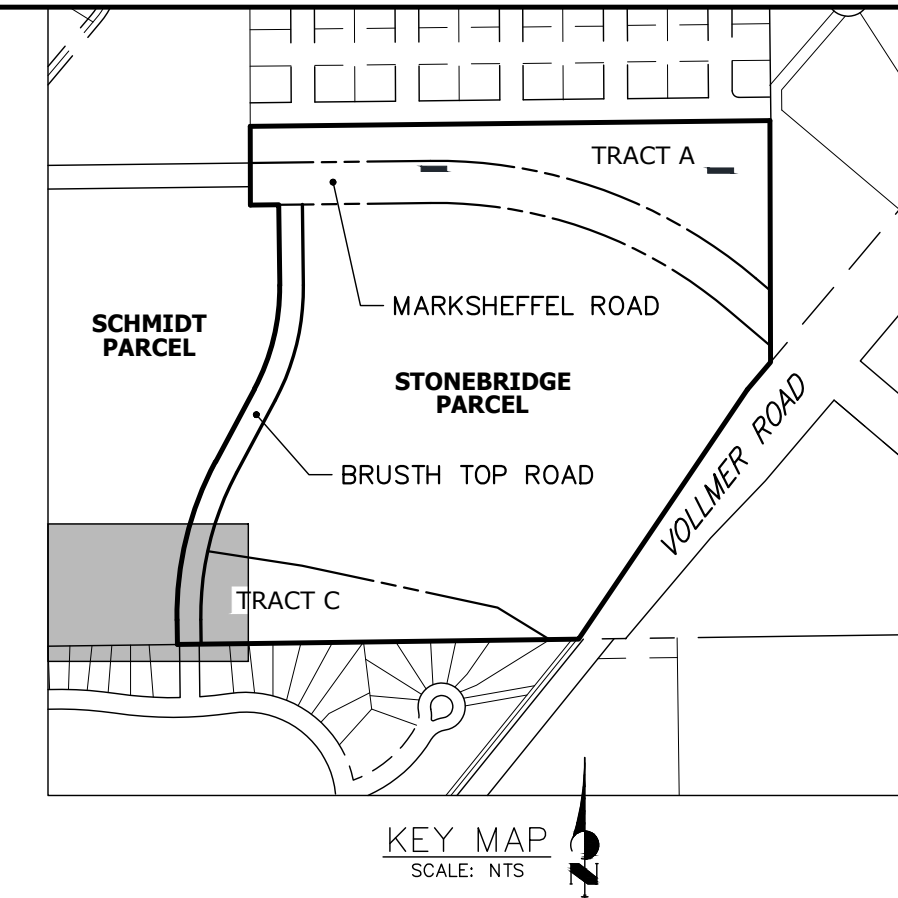 TRACT A
MARKSHEFFEL ROAD
SCHMIDT
PARCEL
STONEBRIDGE
PARCEL
BRUSTH TOP ROAD
VOLLMER ROAD
TRACT C
KEY MAP
SCALE: NTS
N